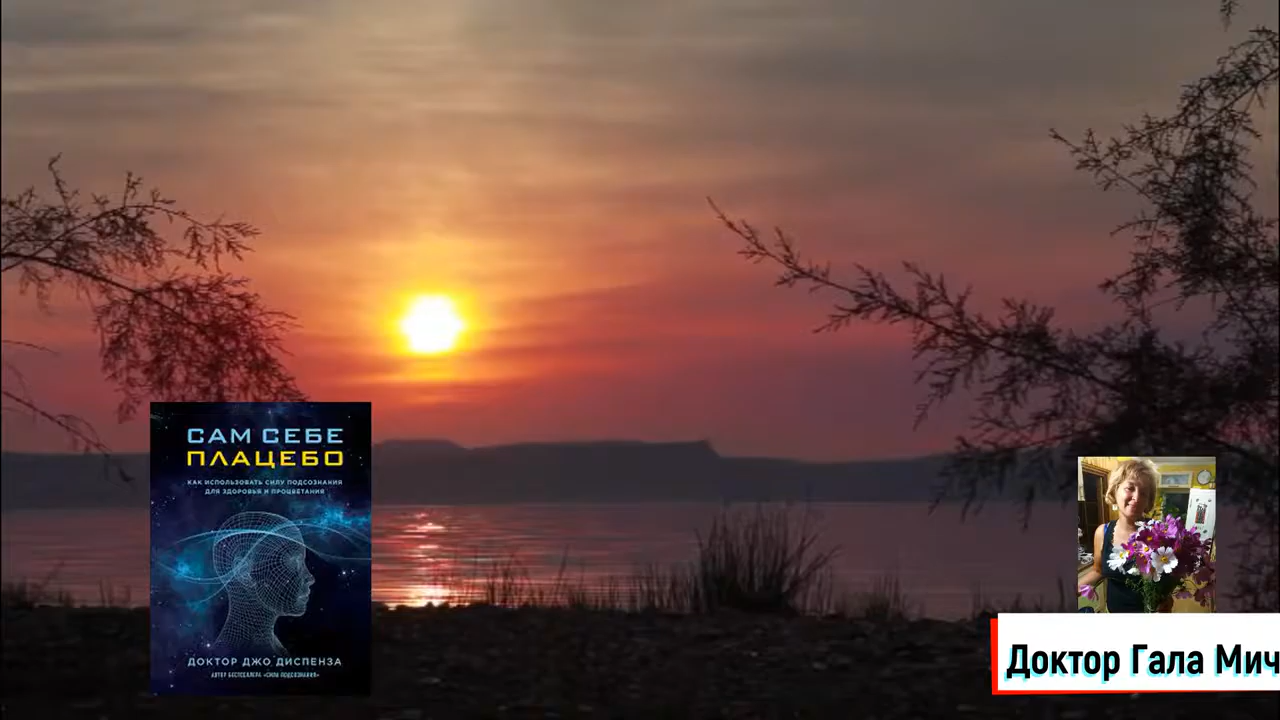 САМ СЕБЕ
ПЛАЦЕБО
КАК ИСПОЛЬЗОВАТЬ СИЛУ ПОДСОЗНАНИЯ
ДЛЯ ЗДОРОВЬЯ И ПРОЦВЕТАНИЯ
ДОКТОР ДЖО ДИСПЕНЗА
АВТОР БЕСТСЕЛЛЕРА «СИЛА ПОДСОЗНАНИЯ»
Доктор Гала Мич